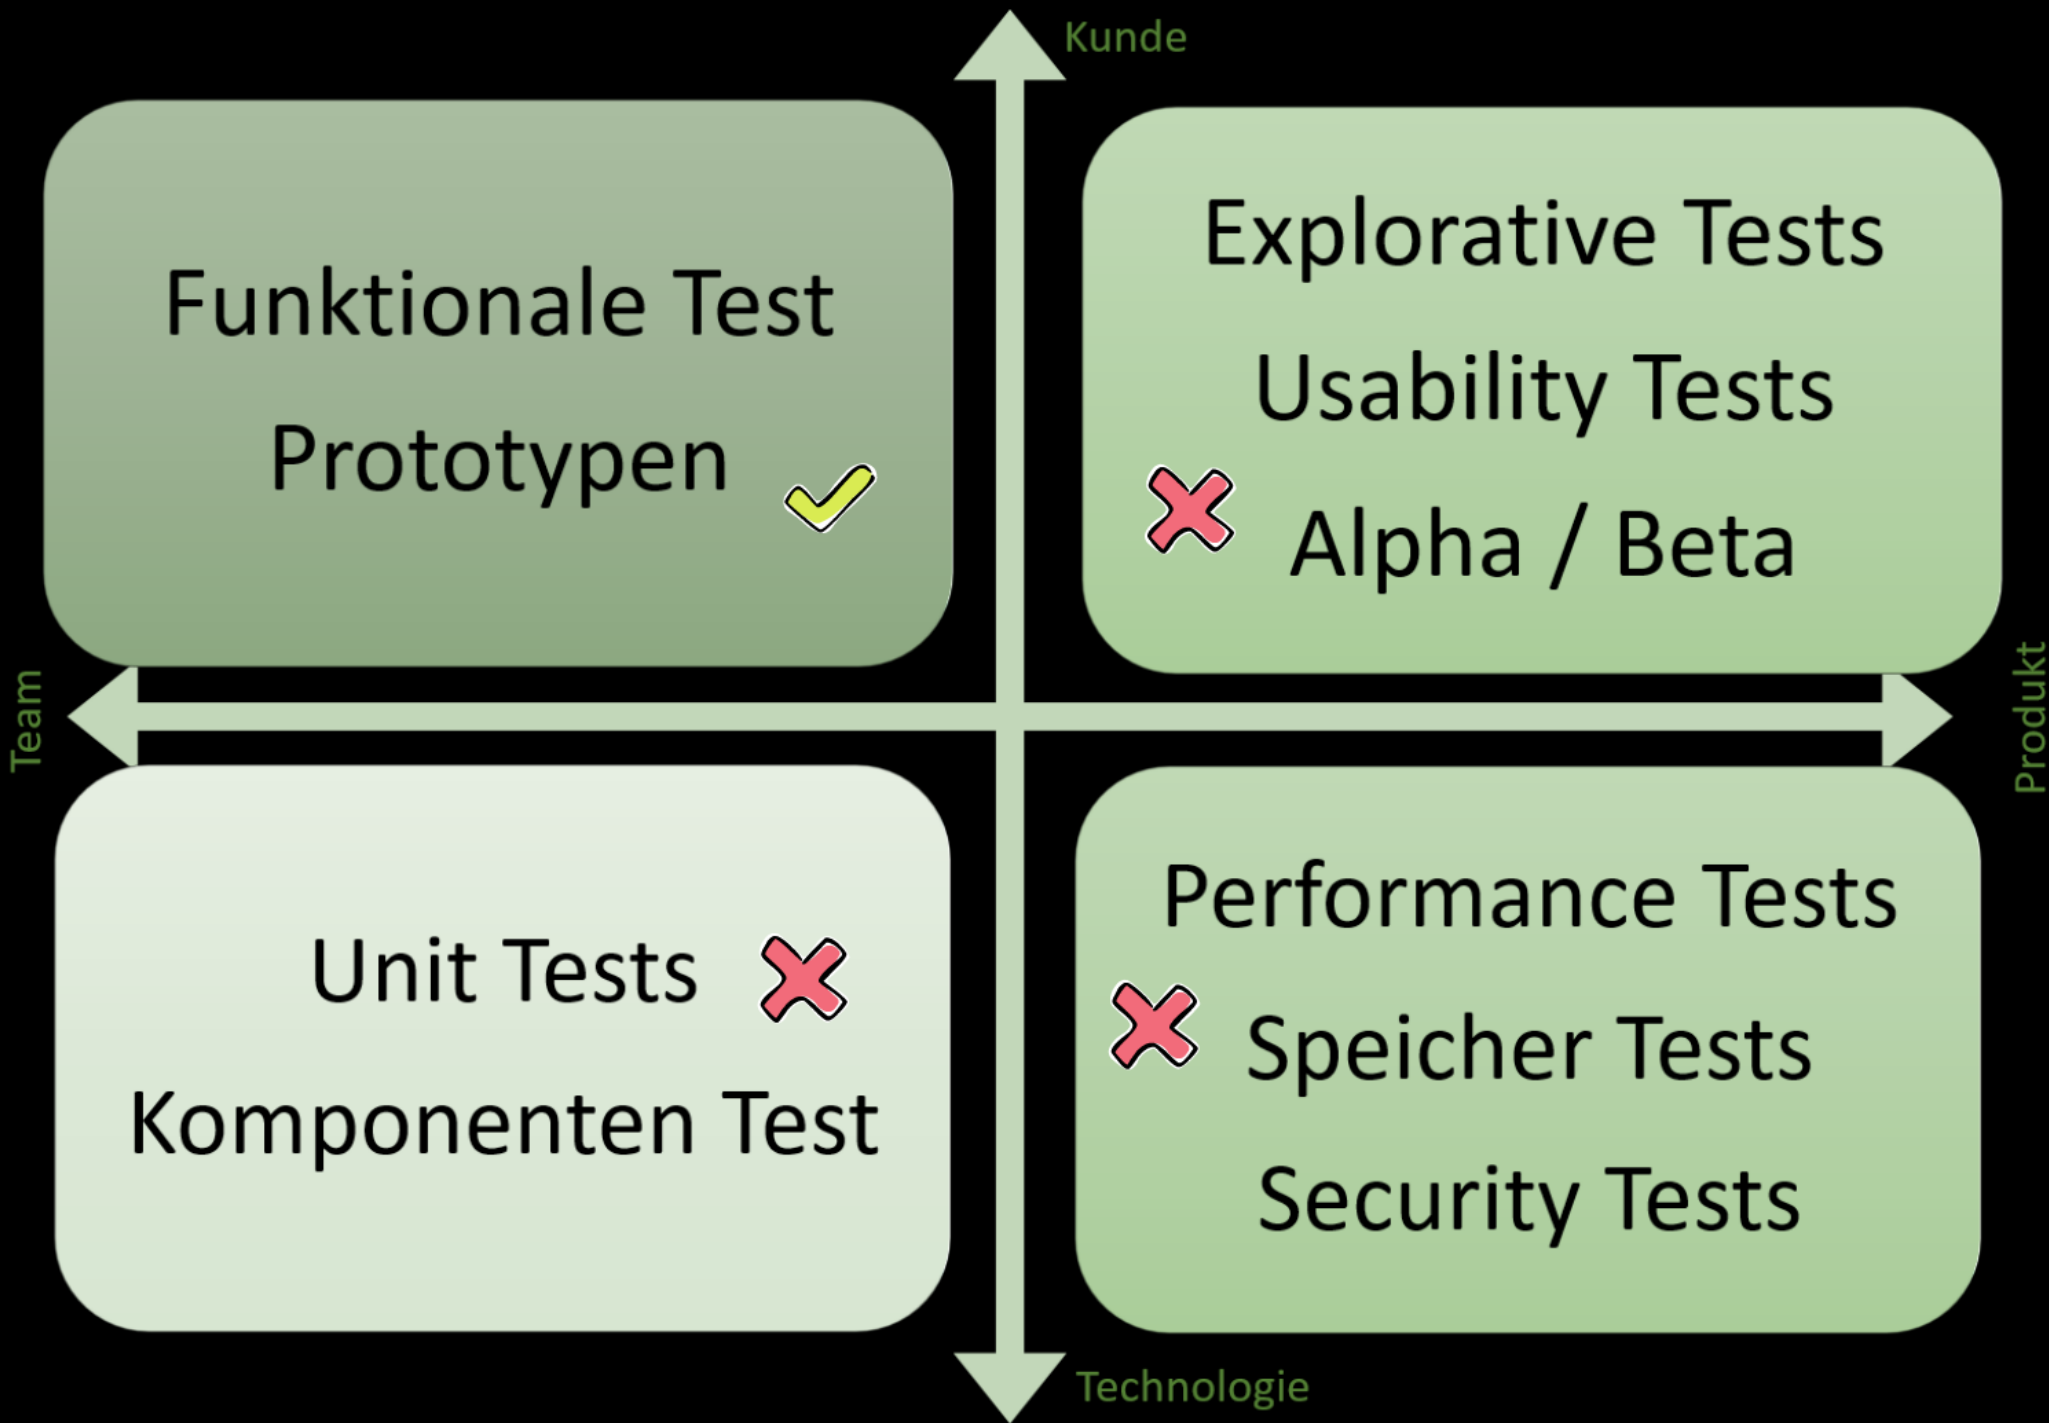 Kunde
Funktionale Test
Prototypen
Explorative Tests
Usability Tests
Alpha / Beta
Team
Produkt
Unit Tests
Komponenten Test
Performance Tests
Speicher Tests
Security Tests
Technologie